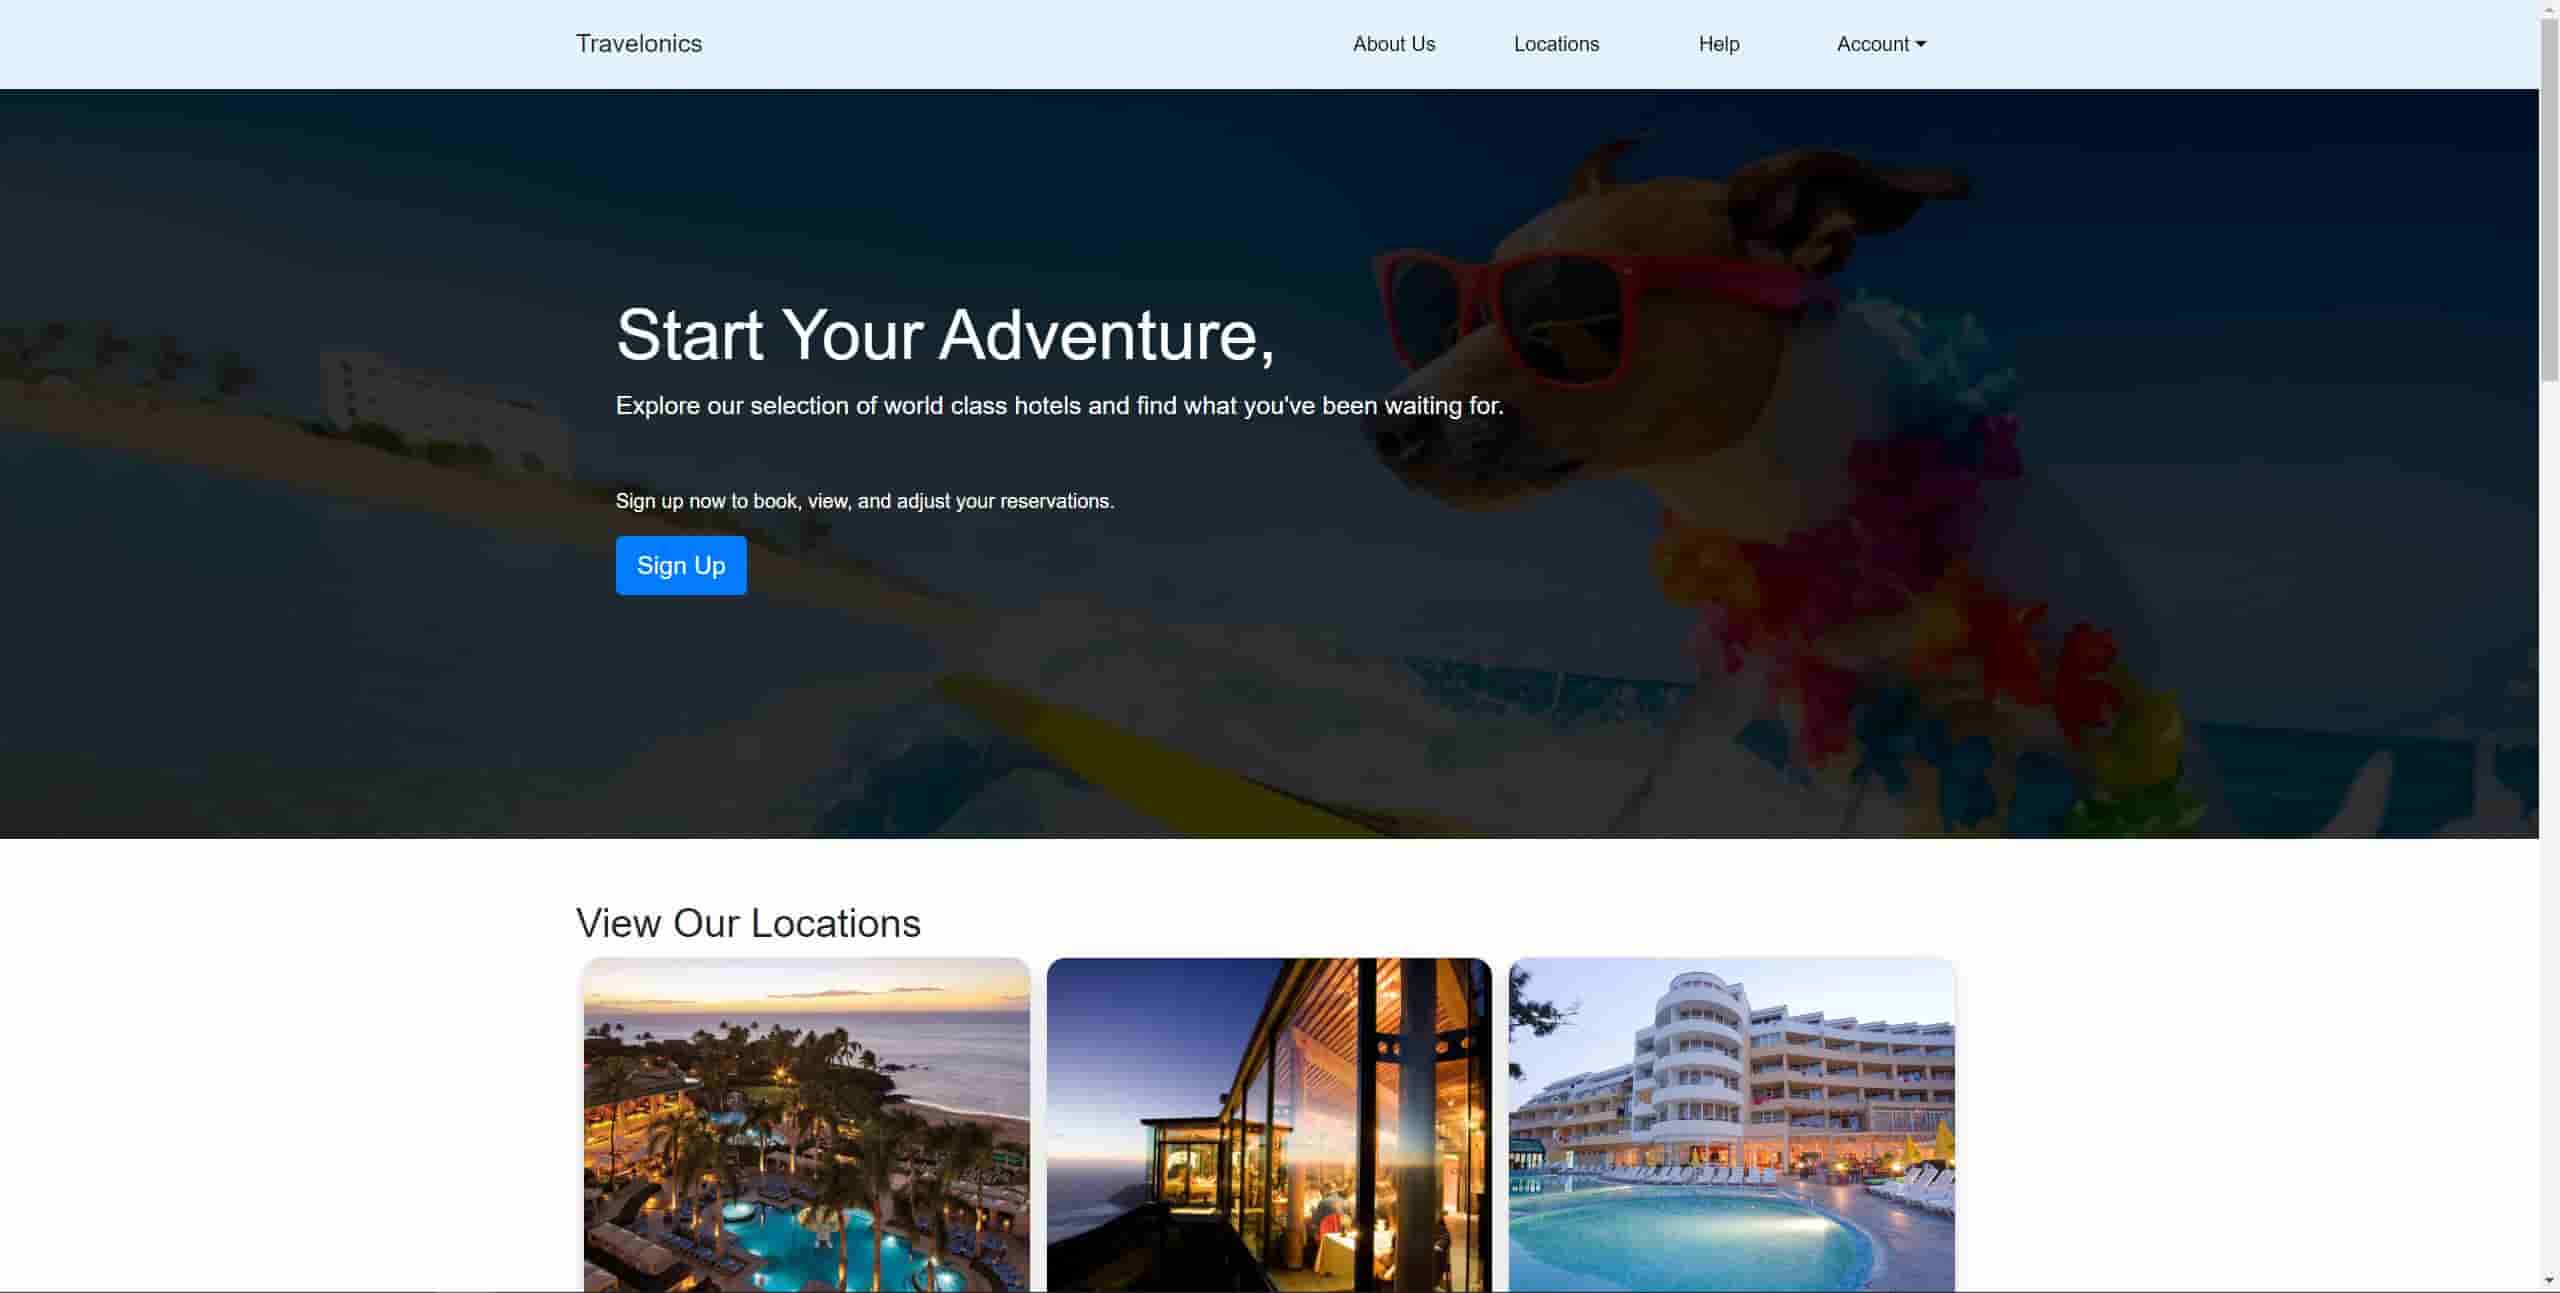 Travelonics
About Us
Locations
Help
Account
Start Your Adventure,
Explore our selection of world class hotels and find what you've been waiting for.
Sign up now to book, view, and adjust your reservations.
Sign Up
View Our Locations